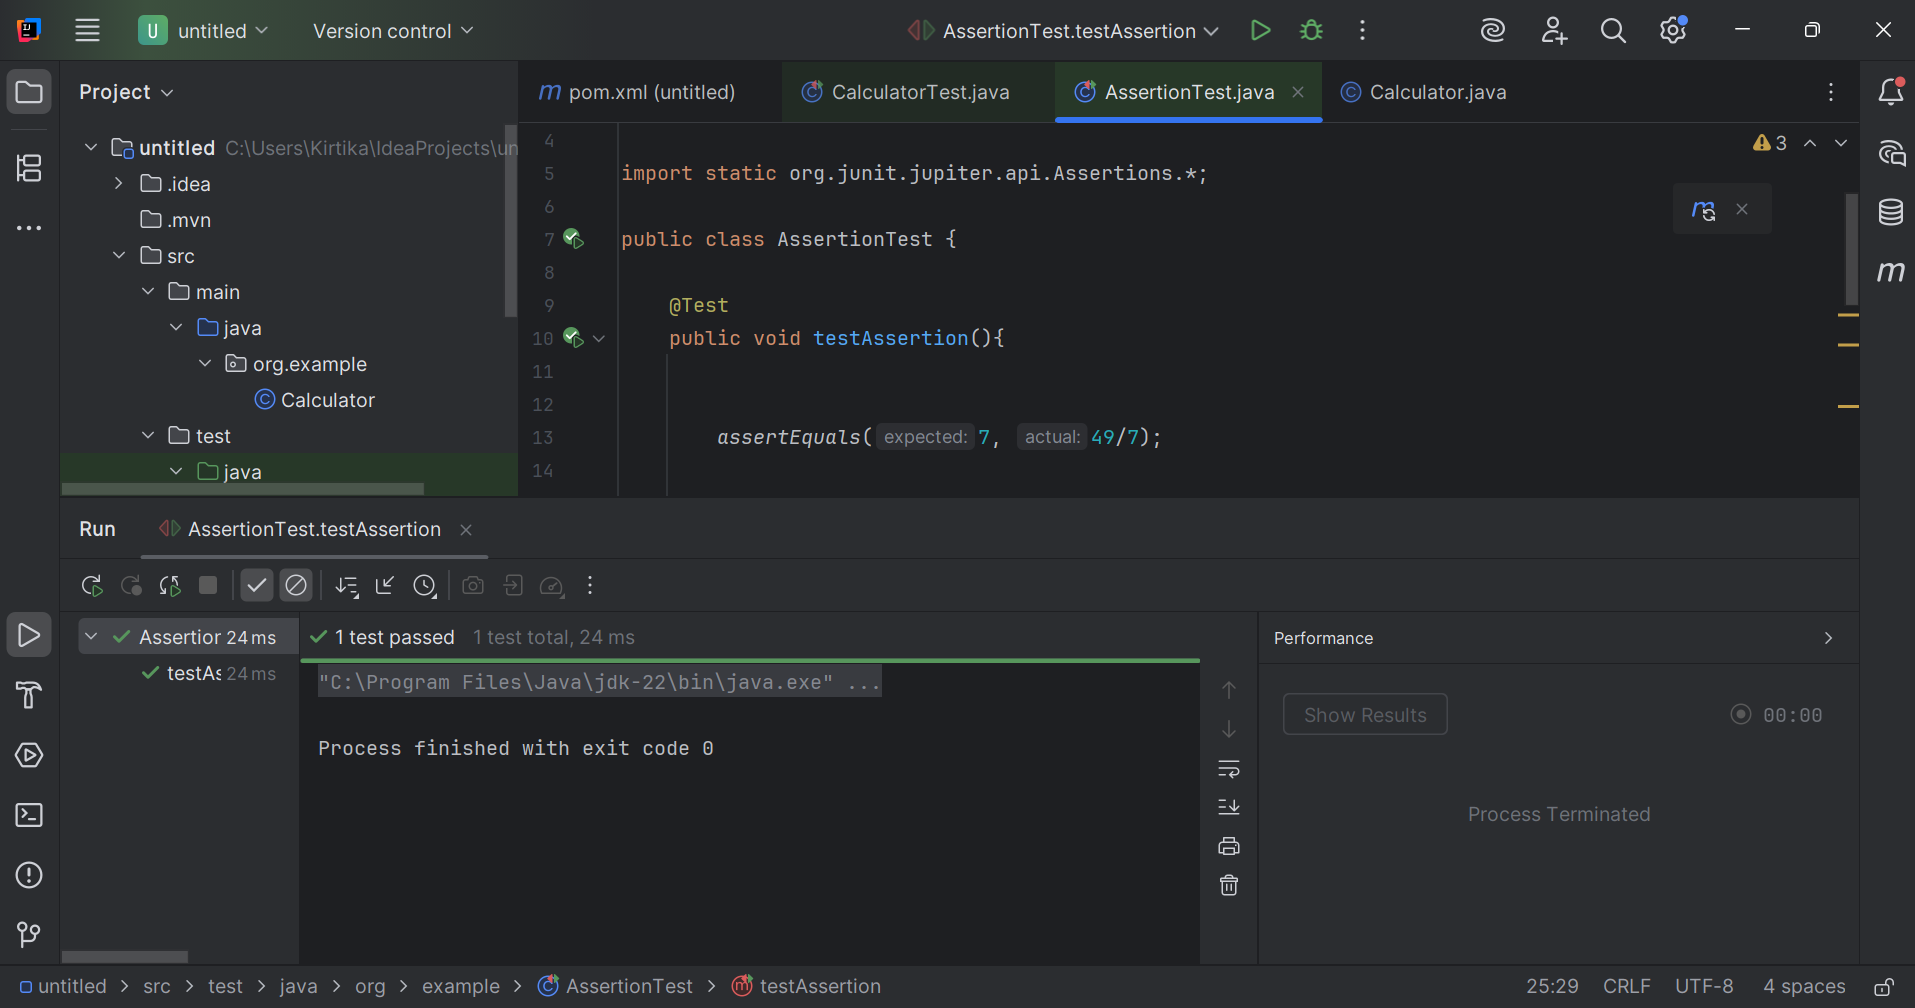 U untitled Version control AssertionTest.testAssertion
Project
pom.xml (untitled) CalculatorTest.java AssertionTest.java Calculator.java
untitled C:\Users\Kirtika\IdeaProjects\un
.idea
.mvn
src
main
java
org.example
Calculator
test
java
3
4
5 import static org.junit.jupiter.api.Assertions.*;
6
7 public class AssertionTest {
8
9 @Test
10 public void testAssertion(){
11
12
13 assertEquals( expected: 7, actual: 49/7);
14
Run AssertionTest.testAssertion
Assertior 24 ms
testAs 24 ms
1 test passed 1 test total, 24 ms
"C:\Program Files\Java\jdk-22\bin\java.exe" ...
Process finished with exit code 0
Performance
Show Results 00:00
Process Terminated
untitled > src > test > java > org > example > AssertionTest > testAssertion 25:29 CRLF UTF-8 4 spaces